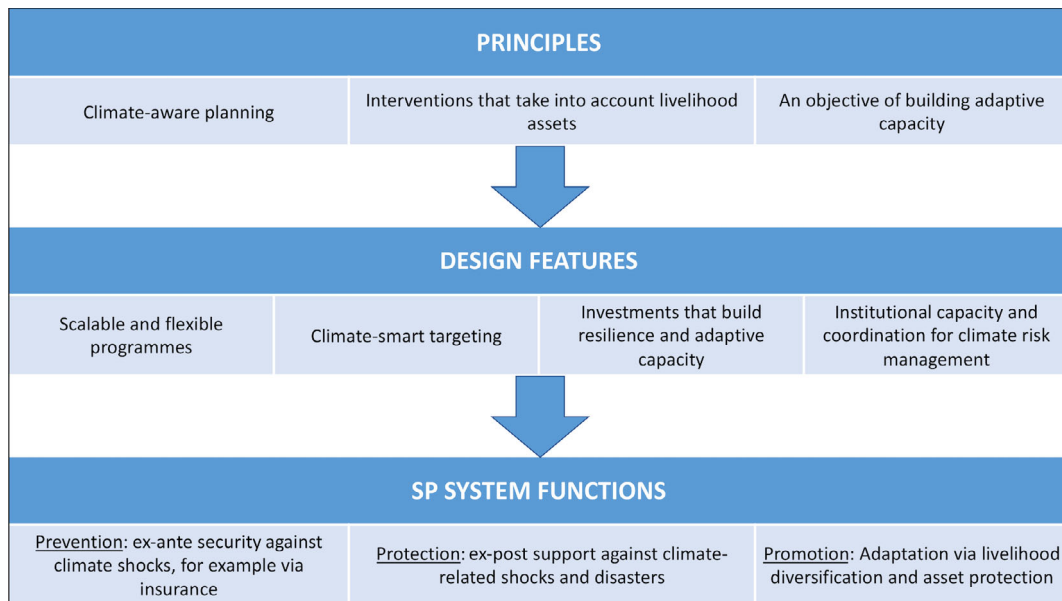 PRINCIPLES
Climate-aware planning
Interventions that take into account livelihood
assets
An objective of building adaptive
capacity
DESIGN FEATURES
Scalable and flexible
programmes
Climate-smart targeting
Investments that build
resilience and adaptive
capacity
Institutional capacity and
coordination for climate risk
management
SP SYSTEM FUNCTIONS
Prevention: ex-ante security against
climate shocks, for example via
insurance
Protection: ex-post support against climate-
related shocks and disasters
Promotion: Adaptation via livelihood
diversification and asset protection